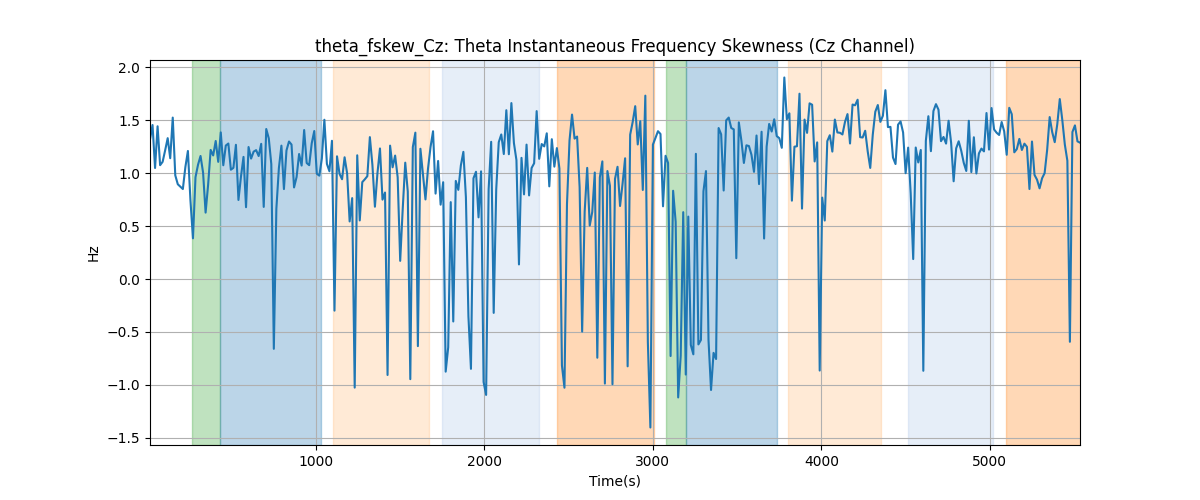 theta_fskew_Cz: Theta Instantaneous Frequency Skewness (Cz Channel)
2.0
1.5
1.0
0.5
0.0
−0.5
−1.0
−1.5
Hz
1000 2000 3000 4000 5000
Time(s)